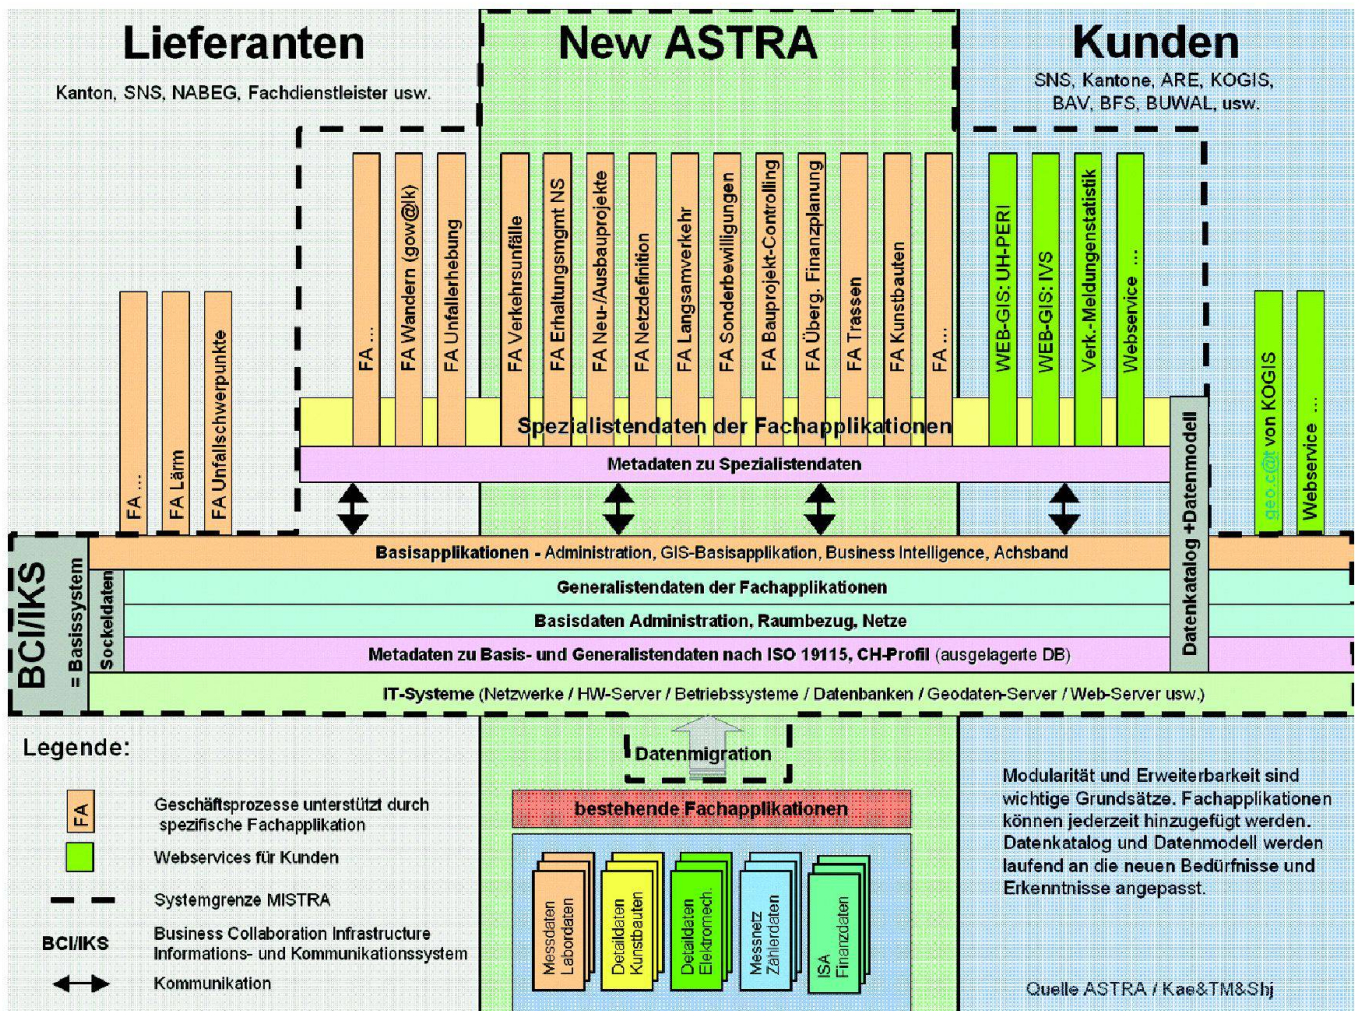 Lieferanten
Kanton, SNS, NABEG, Fachdienstleister usw.
New ASTRA
Kunden
SNS, Kantone, ARE, KOGIS,
BAV, BFS, BUWAL, usw.
FA ...
FA Lärm
FA Unfallschwerpunkte
FA ...
FA Wandern (gow@lk)
FA Unfallerhebung
FA Verkehrsunfälle
FA Erhaltungsmgmt NS
FA Neu-/Ausbauprojekte
FA Netzdefinition
FA Langsamverkehr
FA Sonderbewilligungen
FA Bauprojekt-Controlling
FA Überg. Finanzplanung
FA Trassen
FA Kunstbauten
FA ...
WEB-GIS: UH-PERI
WEB-GIS: IVS
Verk.-Meldungenstatistik
Webservice ...
geo.c@t von KOGIS
Webservice ...
Spezialistendaten der Fachapplikationen
Metadaten zu Spezialistendaten
Datenkatalog +Datenmodell
BCI/IKS
= Basissystem
Sockeldaten
Basisapplikationen - Administration, GIS-Basisapplikation, Business Intelligence, Achsband
Generalistendaten der Fachapplikationen
Basisdaten Administration, Raumbezug, Netze
Metadaten zu Basis- und Generalistendaten nach ISO 19115, CH-Profil (ausgelagerte DB)
IT-Systeme (Netzwerke / HW-Server / Betriebssysteme / Datenbanken / Geodaten-Server / Web-Server usw.)
Datenmigration
bestehende Fachapplikationen
Messdaten
Labordaten
Detaildaten
Kunstbauten
Detaildaten
Elektromech.
Messnetz
Zählerdaten
ISA
Finanzdaten
Legende:
FA
Geschäftsprozesse unterstützt durch
spezifische Fachapplikation
Webservices für Kunden
Systemgrenze MISTRA
BCI/IKS
Business Collaboration Infrastructure
Informations- und Kommunikationssystem
Kommunikation
Modularität und Erweiterbarkeit sind
wichtige Grundsätze. Fachapplikationen
können jederzeit hinzugefügt werden.
Datenkatalog und Datenmodell werden
laufend an die neuen Bedürfnisse und
Erkenntnisse angepasst.
Quelle ASTRA / Kae&TM&Shj